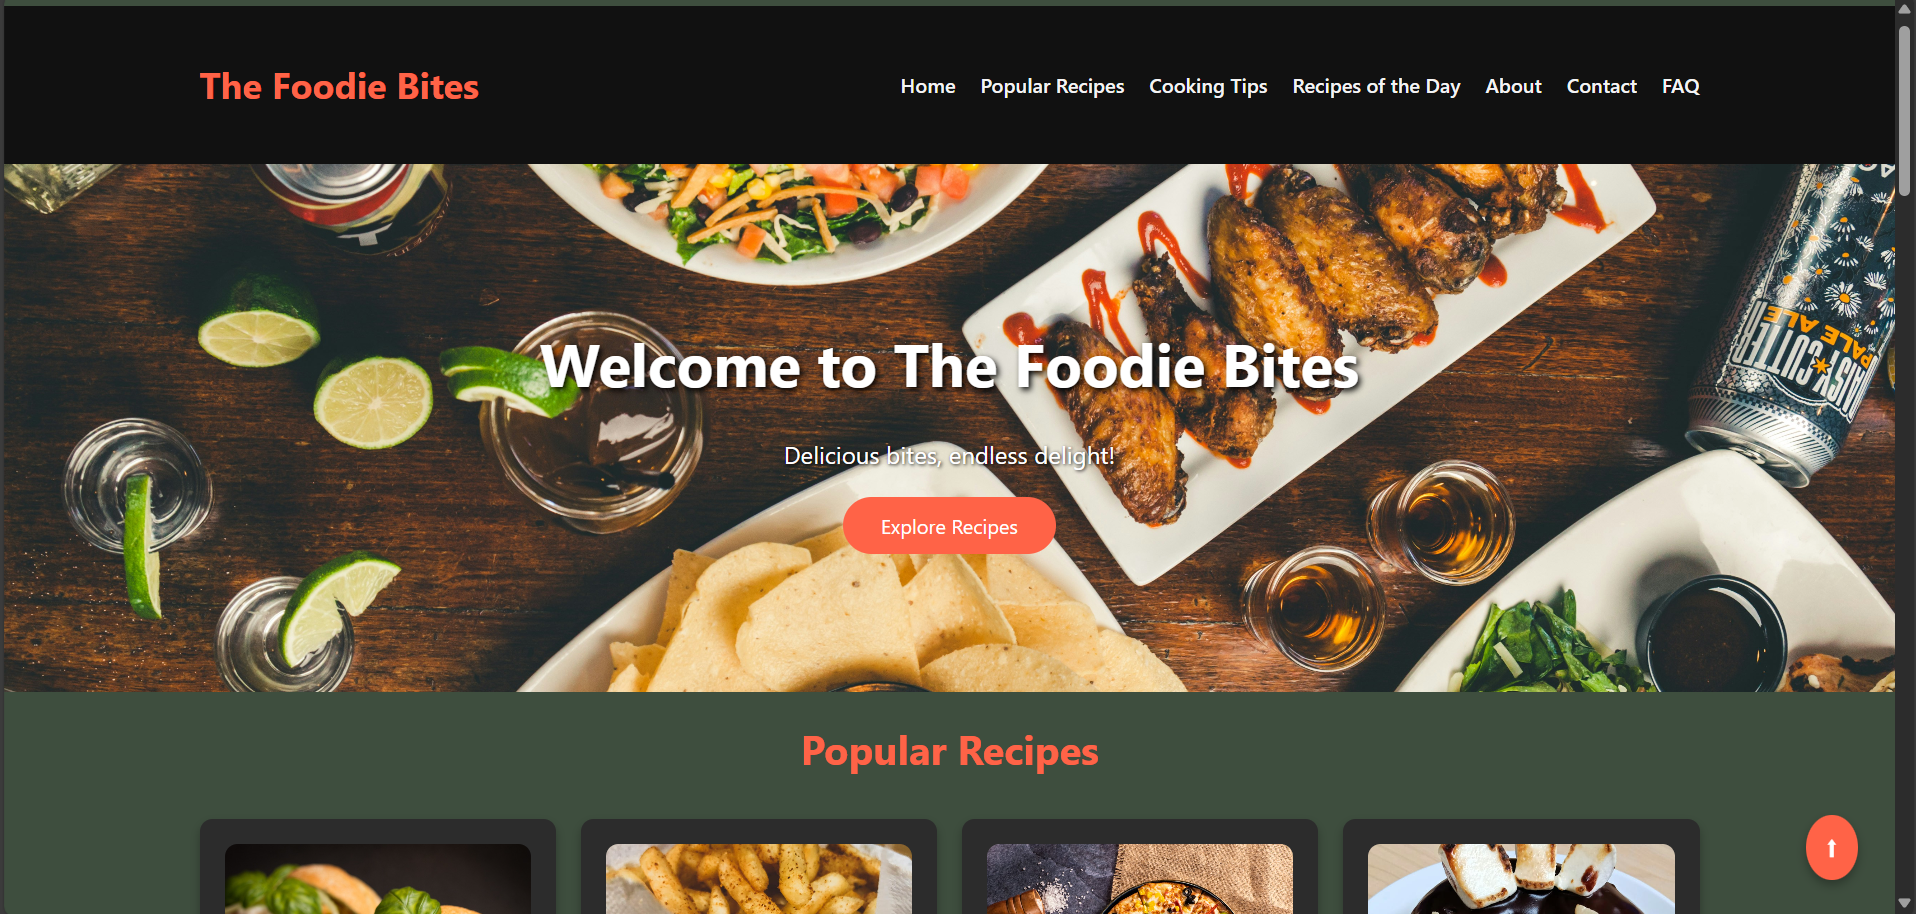 The Foodie Bites
Home Popular Recipes Cooking Tips Recipes of the Day About Contact FAQ
Welcome to The Foodie Bites
Delicious bites, endless delight!
Explore Recipes
PALE ALE
CUTTER
Popular Recipes